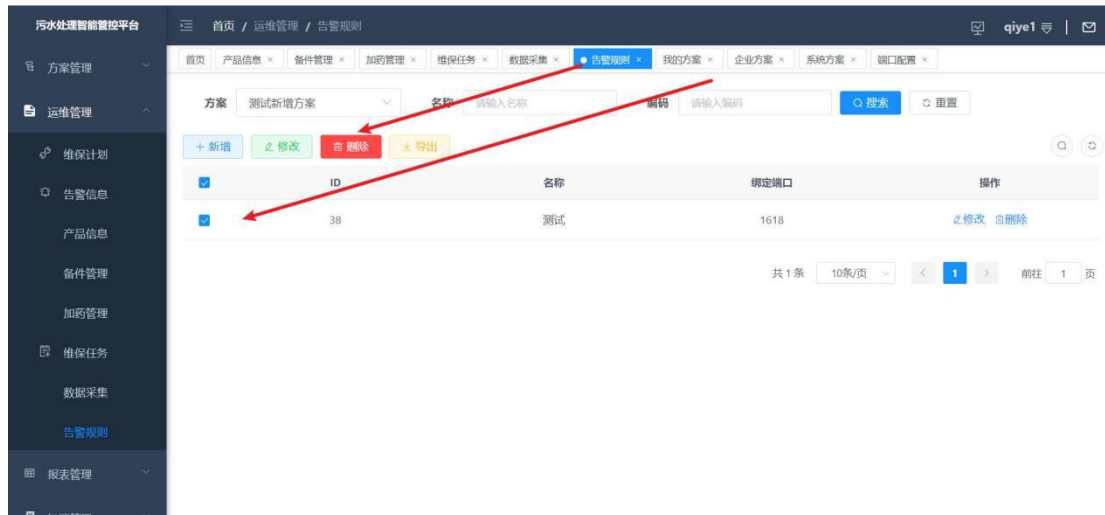 污水处理智能管控平台
首页 / 运维管理 / 告警规则
qiye1
首页 产品信息 × 备件管理 × 加药管理 × 维保任务 × 数据采集 × 告警规则 × 我的方案 × 企业方案 × 系统方案 × 端口配置 ×
方案管理
运维管理
维保计划
告警信息
产品信息
备件管理
加药管理
维保任务
数据采集
告警规则
报表管理
方案 测试新增方案 名称 请输入名称 编码 请输入编码 搜索 重置
+ 新增 修改 删除 导出
ID 名称 绑定端口 操作
38 测试 1618 修改 删除
共 1 条 10条/页 < 1 > 前往 1 页